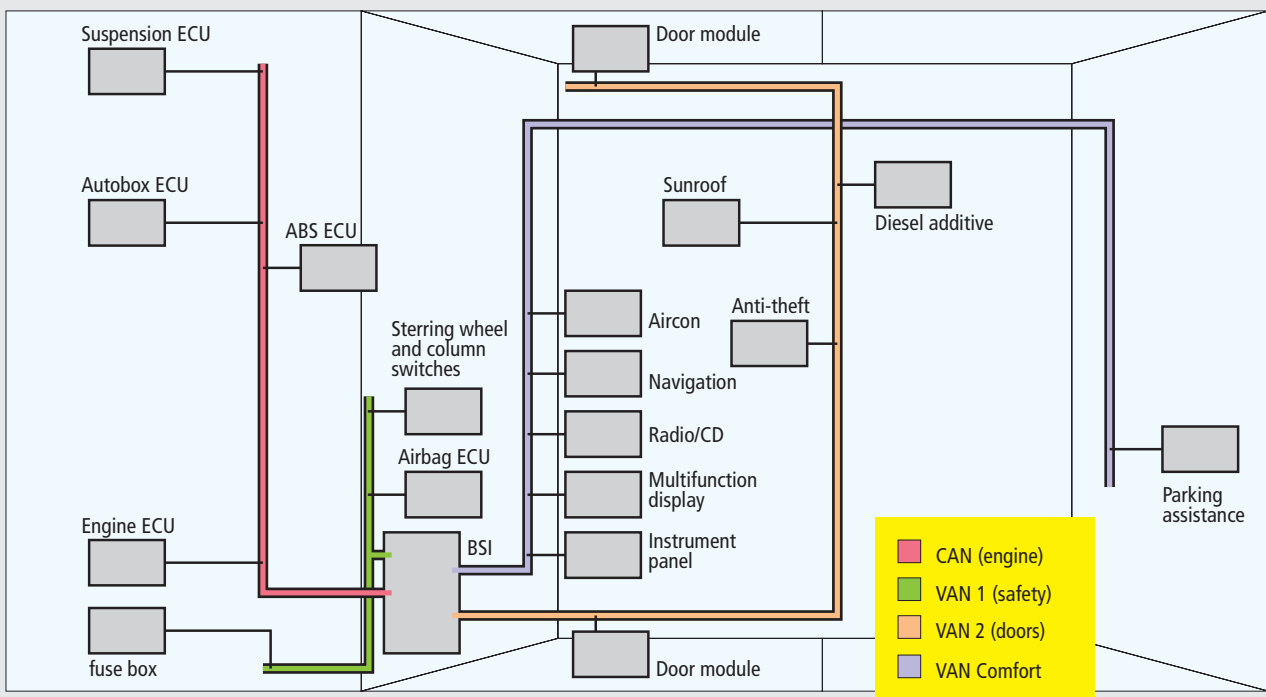 Suspension ECU
Door module
Autobox ECU
Sunroof
Diesel additive
ABS ECU
Sterring wheel
and column
switches
Aircon
Anti-theft
Navigation
Radio/CD
Airbag ECU
Multifunction
display
Parking
assistance
Engine ECU
BSI
Instrument
panel
fuse box
Door module
CAN (engine)
VAN 1 (safety)
VAN 2 (doors)
VAN Comfort